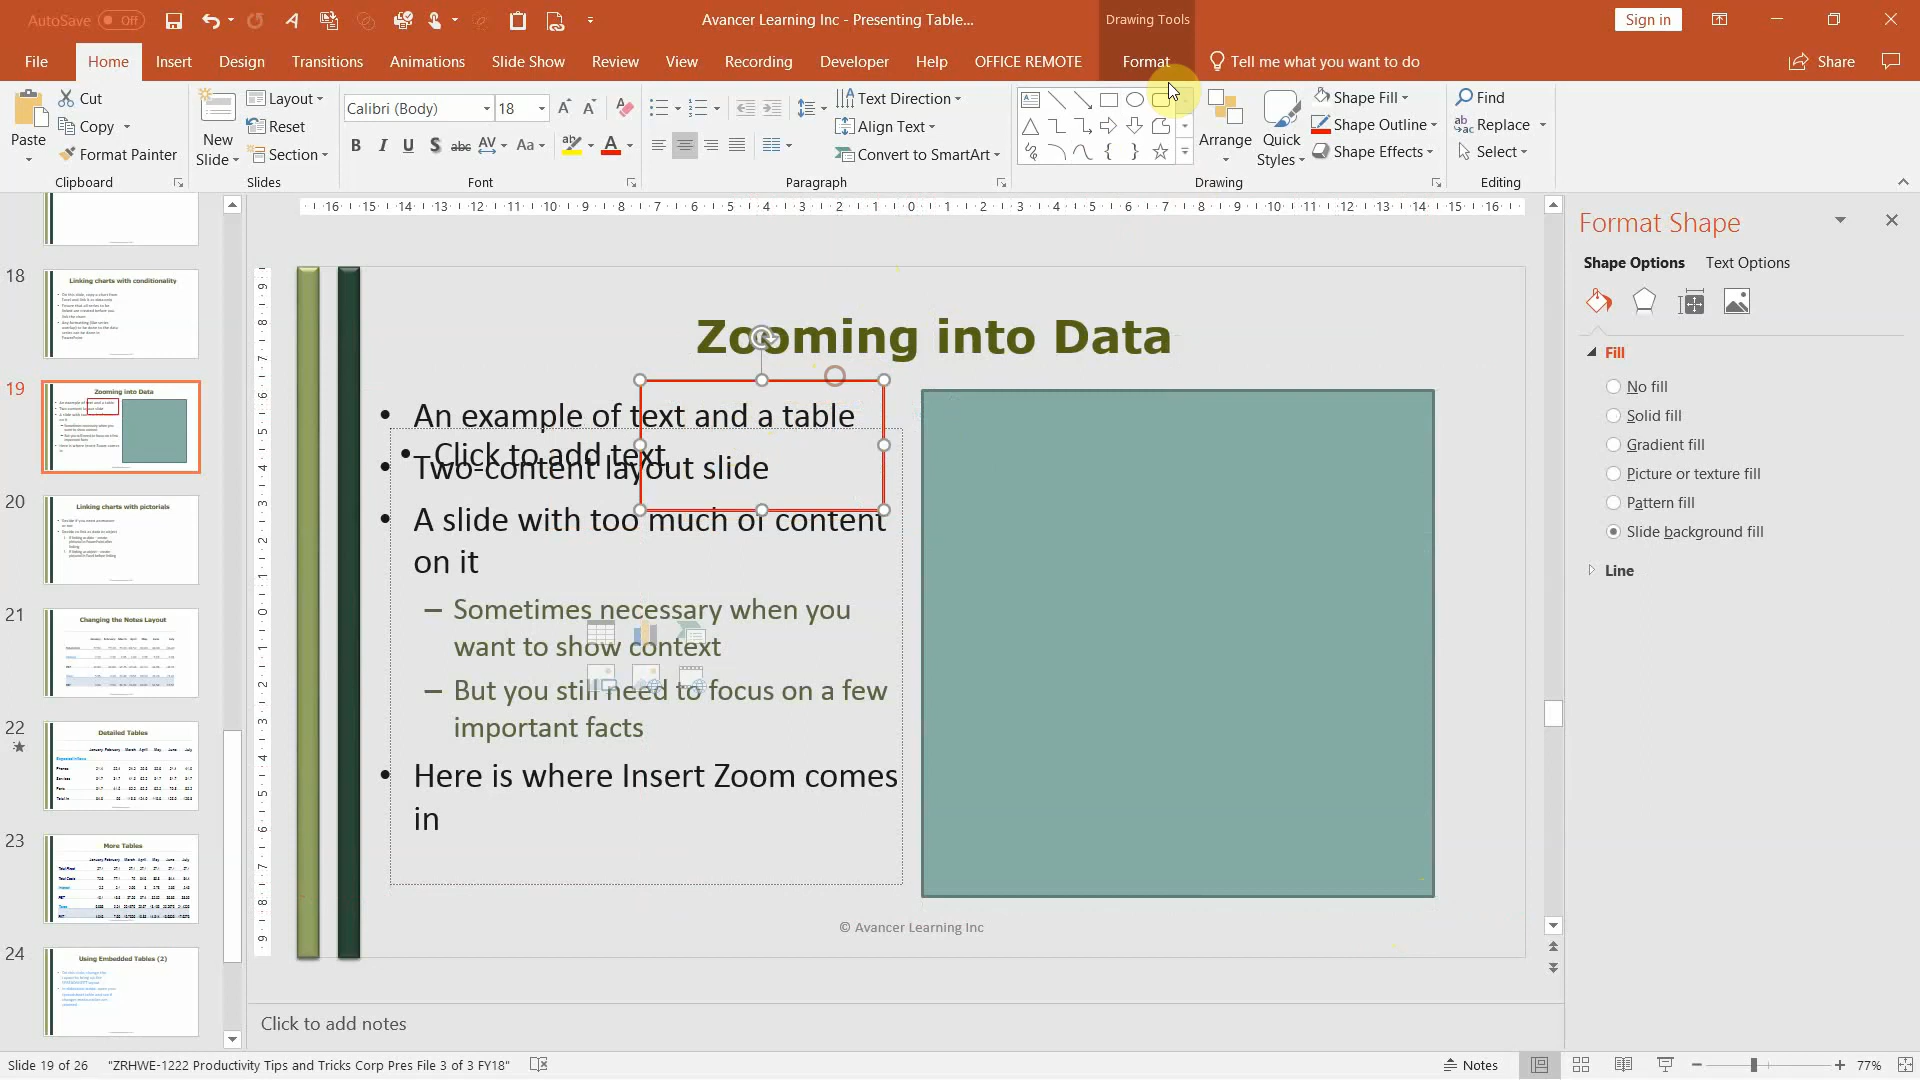 AutoSave Off
Avancer Learning Inc - Presenting Table...
Drawing Tools
Sign in
File Home Insert Design Transitions Animations Slide Show Review View Recording Developer Help OFFICE REMOTE Format Tell me what you want to do Share
Paste
Cut
Copy
Format Painter
Clipboard
New Slide
Layout
Reset
Section
Slides
Calibri (Body) 18
Font
Text Direction
Align Text
Convert to SmartArt
Paragraph
Arrange
Quick Styles
Shape Fill
Shape Outline
Shape Effects
Drawing
Find
Replace
Select
Editing
18
Linking charts with conditionality
19
Zooming into Data
20
Linking charts with pictorials
21
Changing the Notes Layout
22
Detailed Tables
23
More Tables
24
Using Embedded Tables (2)
Zooming into Data
• An example of text and a table
• Click to add text
• Two-content layout slide
• A slide with too much of content
on it
– Sometimes necessary when you
want to show context
– But you still need to focus on a few
important facts
• Here is where Insert Zoom comes
in
© Avancer Learning Inc
Click to add notes
Format Shape
Shape Options Text Options
Fill
No fill
Solid fill
Gradient fill
Picture or texture fill
Pattern fill
Slide background fill
Line
Slide 19 of 26 "ZRHWE-1222 Productivity Tips and Tricks Corp Pres File 3 of 3 FY18" Notes 77%